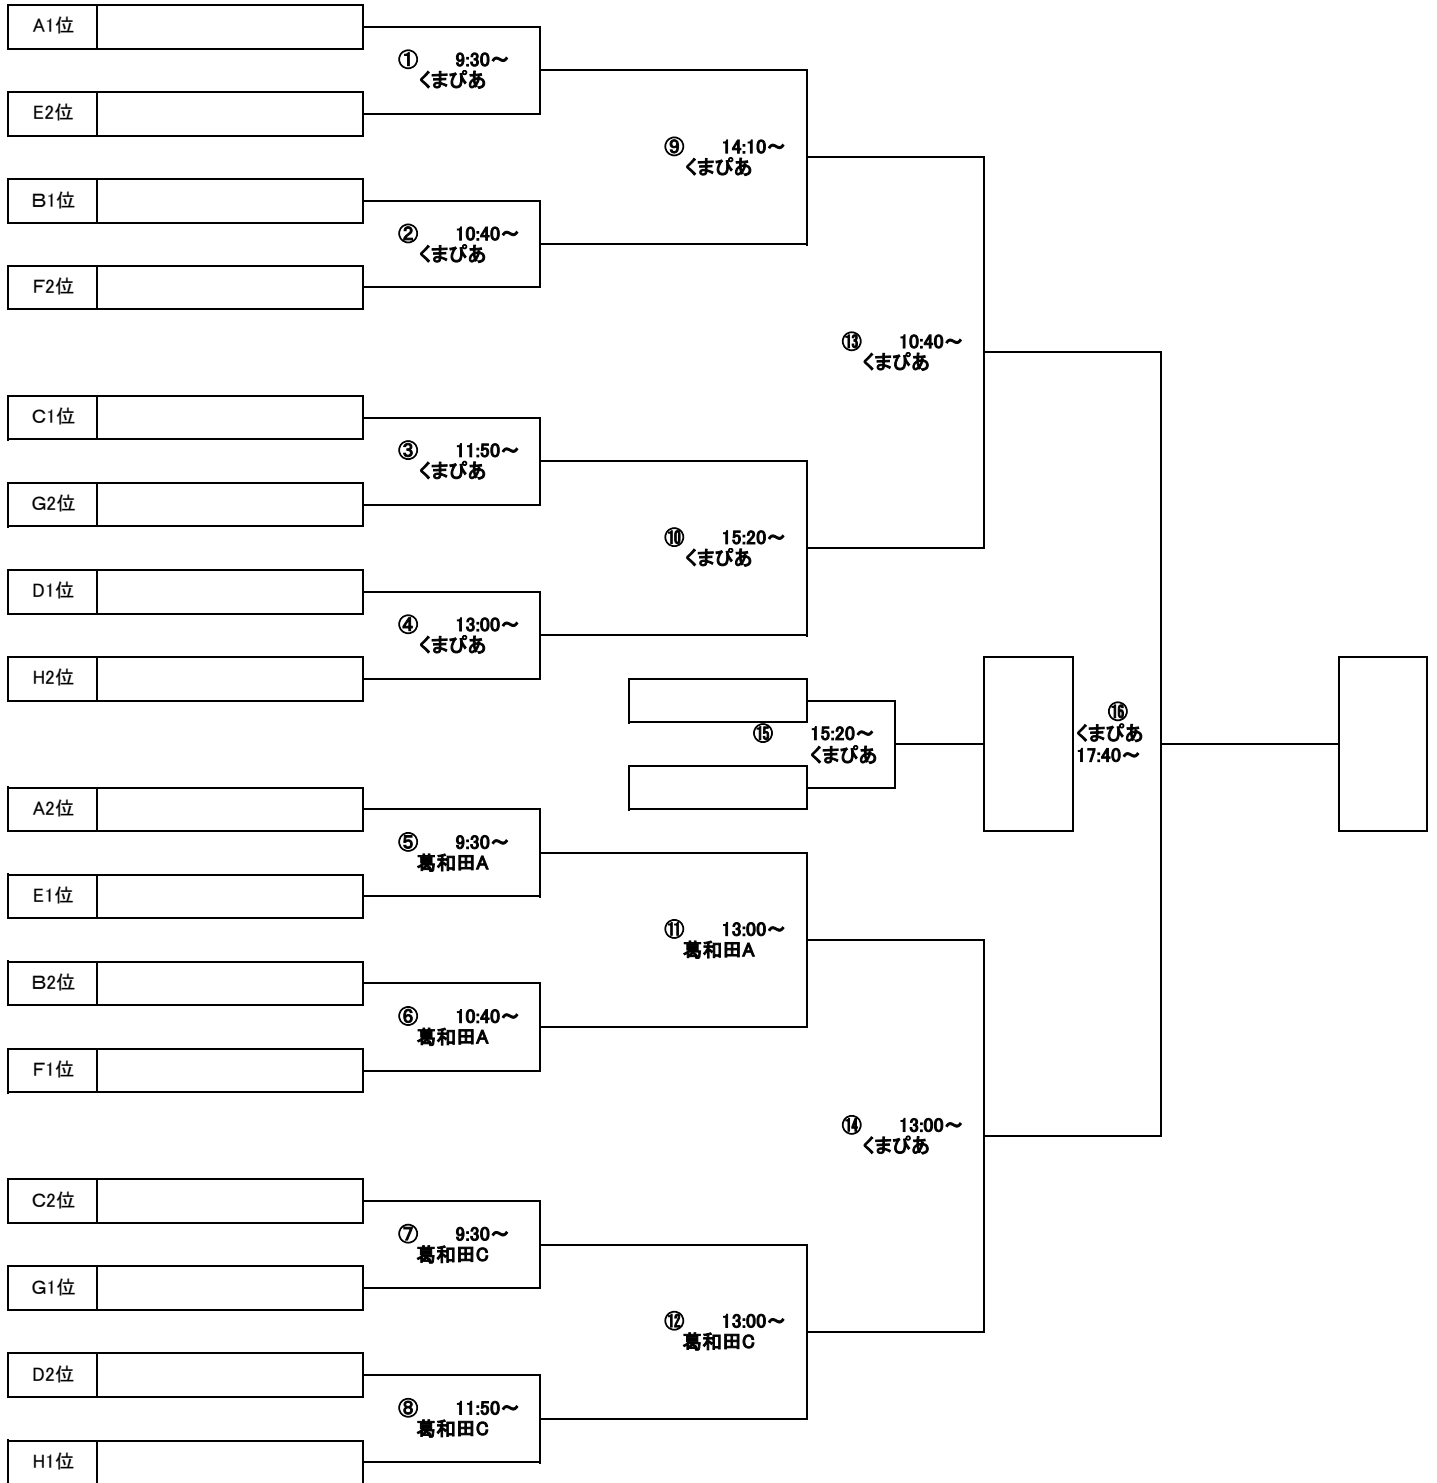 A1位
① 9:30～
くまぴあ
E2位
⑨ 14:10～
くまぴあ
B1位
② 10:40～
くまぴあ
F2位
⑬ 10:40～
くまぴあ
C1位
③ 11:50～
くまぴあ
G2位
⑩ 15:20～
くまぴあ
D1位
④ 13:00～
くまぴあ
H2位
⑮ 15:20～
くまぴあ
⑯
くまぴあ
17:40～
A2位
⑤ 9:30～
葛和田A
E1位
⑪ 13:00～
葛和田A
B2位
⑥ 10:40～
葛和田A
F1位
⑭ 13:00～
くまぴあ
C2位
⑦ 9:30～
葛和田C
G1位
⑫ 13:00～
葛和田C
D2位
⑧ 11:50～
葛和田C
H1位